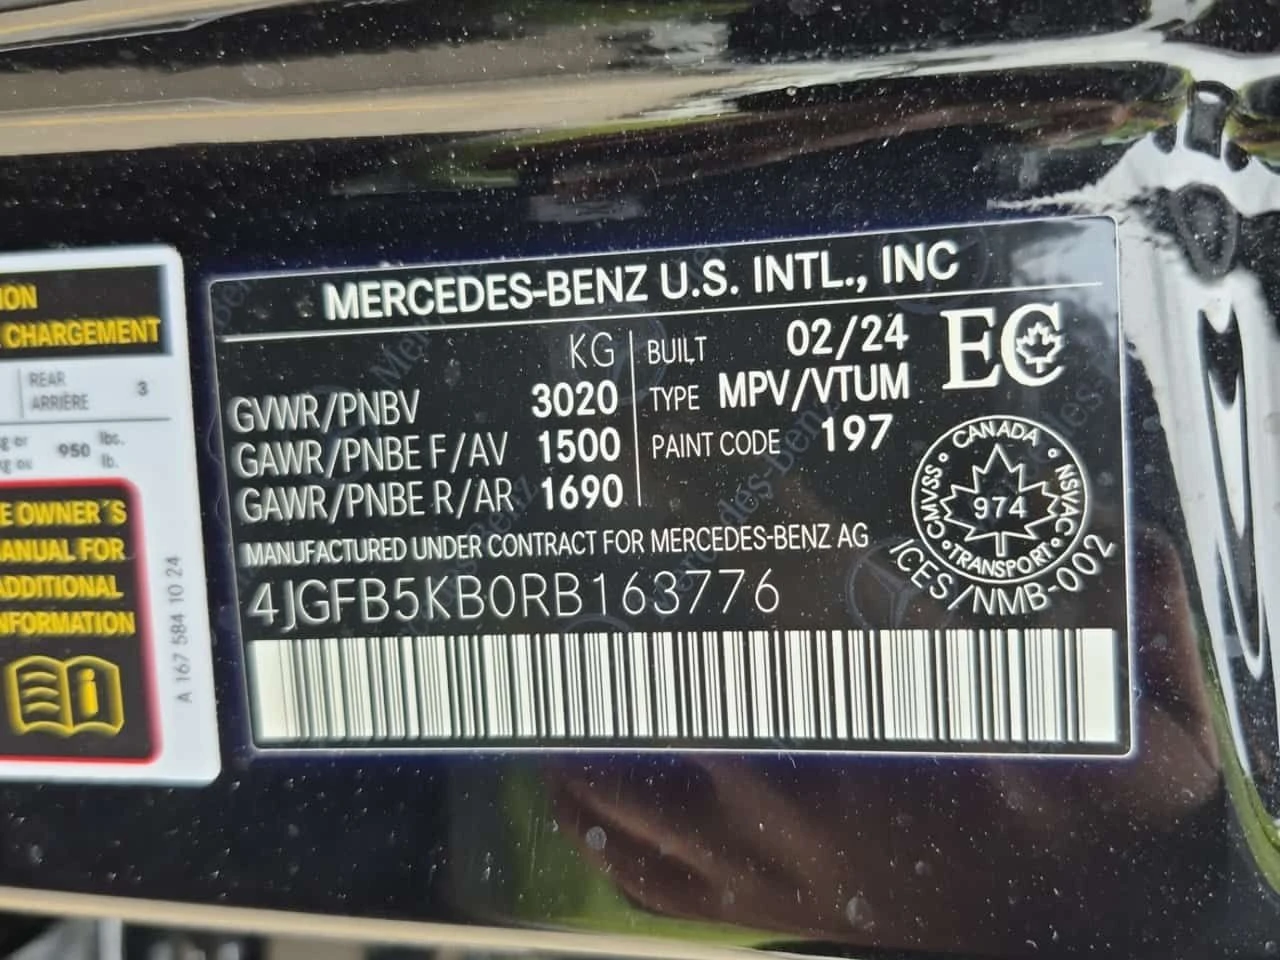 ION
CHARGEMENT
REAR
ARRIÈRE
3
950 lbs.
lb.
E OWNER´S
ANUAL FOR
ADDITIONAL
NFORMATION
A 167 584 10 24
MERCEDES-BENZ U.S. INTL., INC
KG
GVWR/PNBV 3020
GAWR/PNBE F/AV 1500
GAWR/PNBE R/AR 1690
BUILT 02/24
TYPE MPV/VTUM
PAINT CODE 197
EC
CANADA
CMVSS
974
NSVAC
TRANSPORT
ICES/NMB-002
MANUFACTURED UNDER CONTRACT FOR MERCEDES-BENZ AG
4JGFB5KB0RB163776